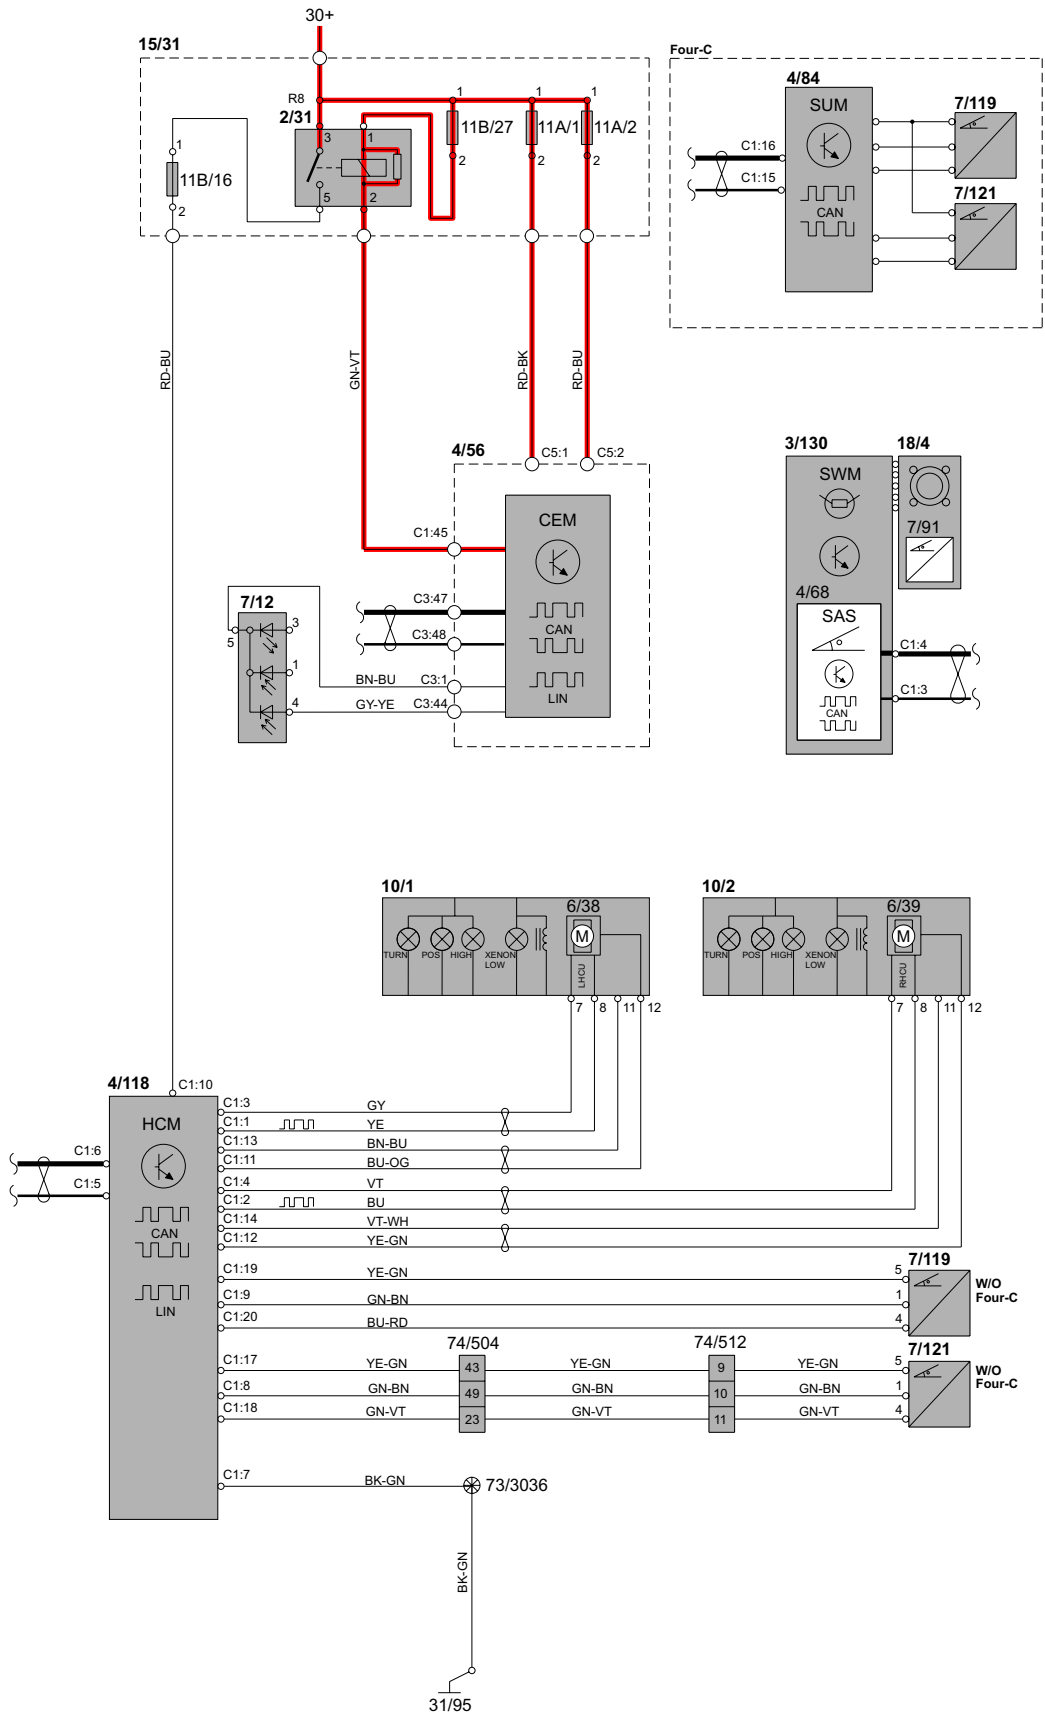 30+
15/31
R8
2/31
3
1
5
2
1
11B/16
2
1
11B/27
2
1
11A/1
2
1
11A/2
2
Four-C
4/84
SUM
CAN
C1:16
C1:15
7/119
7/121
RD-BU
GN-VT
RD-BK
RD-BU
4/56
C5:1
C5:2
CEM
C1:45
C3:47
C3:48
CAN
BN-BU
C3:1
GY-YE
C3:44
LIN
7/12
5
3
1
4
3/130
18/4
SWM
7/91
4/68
SAS
CAN
C1:4
C1:3
10/1
6/38
M
TURN
POS
HIGH
XENON
LOW
LHCU
7
8
11
12
10/2
6/39
M
TURN
POS
HIGH
XENON
LOW
RHCU
7
8
11
12
4/118
C1:10
HCM
C1:6
C1:5
CAN
LIN
C1:3
GY
C1:1
YE
C1:13
BN-BU
C1:11
BU-OG
C1:4
VT
C1:2
BU
C1:14
VT-WH
C1:12
YE-GN
7/119
C1:19
YE-GN
5
W/O
Four-C
C1:9
GN-BN
1
C1:20
BU-RD
4
74/504
74/512
7/121
C1:17
YE-GN
43
YE-GN
9
YE-GN
5
W/O
Four-C
C1:8
GN-BN
49
GN-BN
10
GN-BN
1
C1:18
GN-VT
23
GN-VT
11
GN-VT
4
C1:7
BK-GN
73/3036
BK-GN
31/95